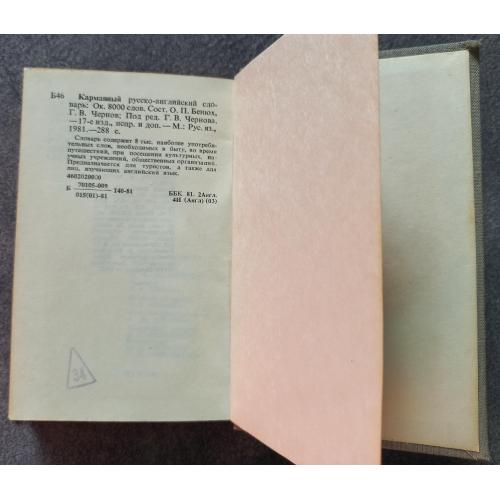 Б46 Карманный русско-английский сло-
варь: Ок. 8000 слов. Сост. О. П. Бенюх,
Г. В. Чернов; Под ред. Г. В. Чернова.
—17-е изд., испр. и доп.— М.: Рус. яз.,
1981.—288 с.
Словарь содержит 8 тыс. наиболее употреби-
тельных слов, необходимых в быту, во время
путешествий, при посещении культурных, на-
учных учреждений, общественных организаций.
Предназначается для туристов, а также для
лиц, изучающих английский язык.
4602020000
Б 70105-009 140-81
015(01)-81
ББК 81. 2Англ.
4И (Англ) (03)
34